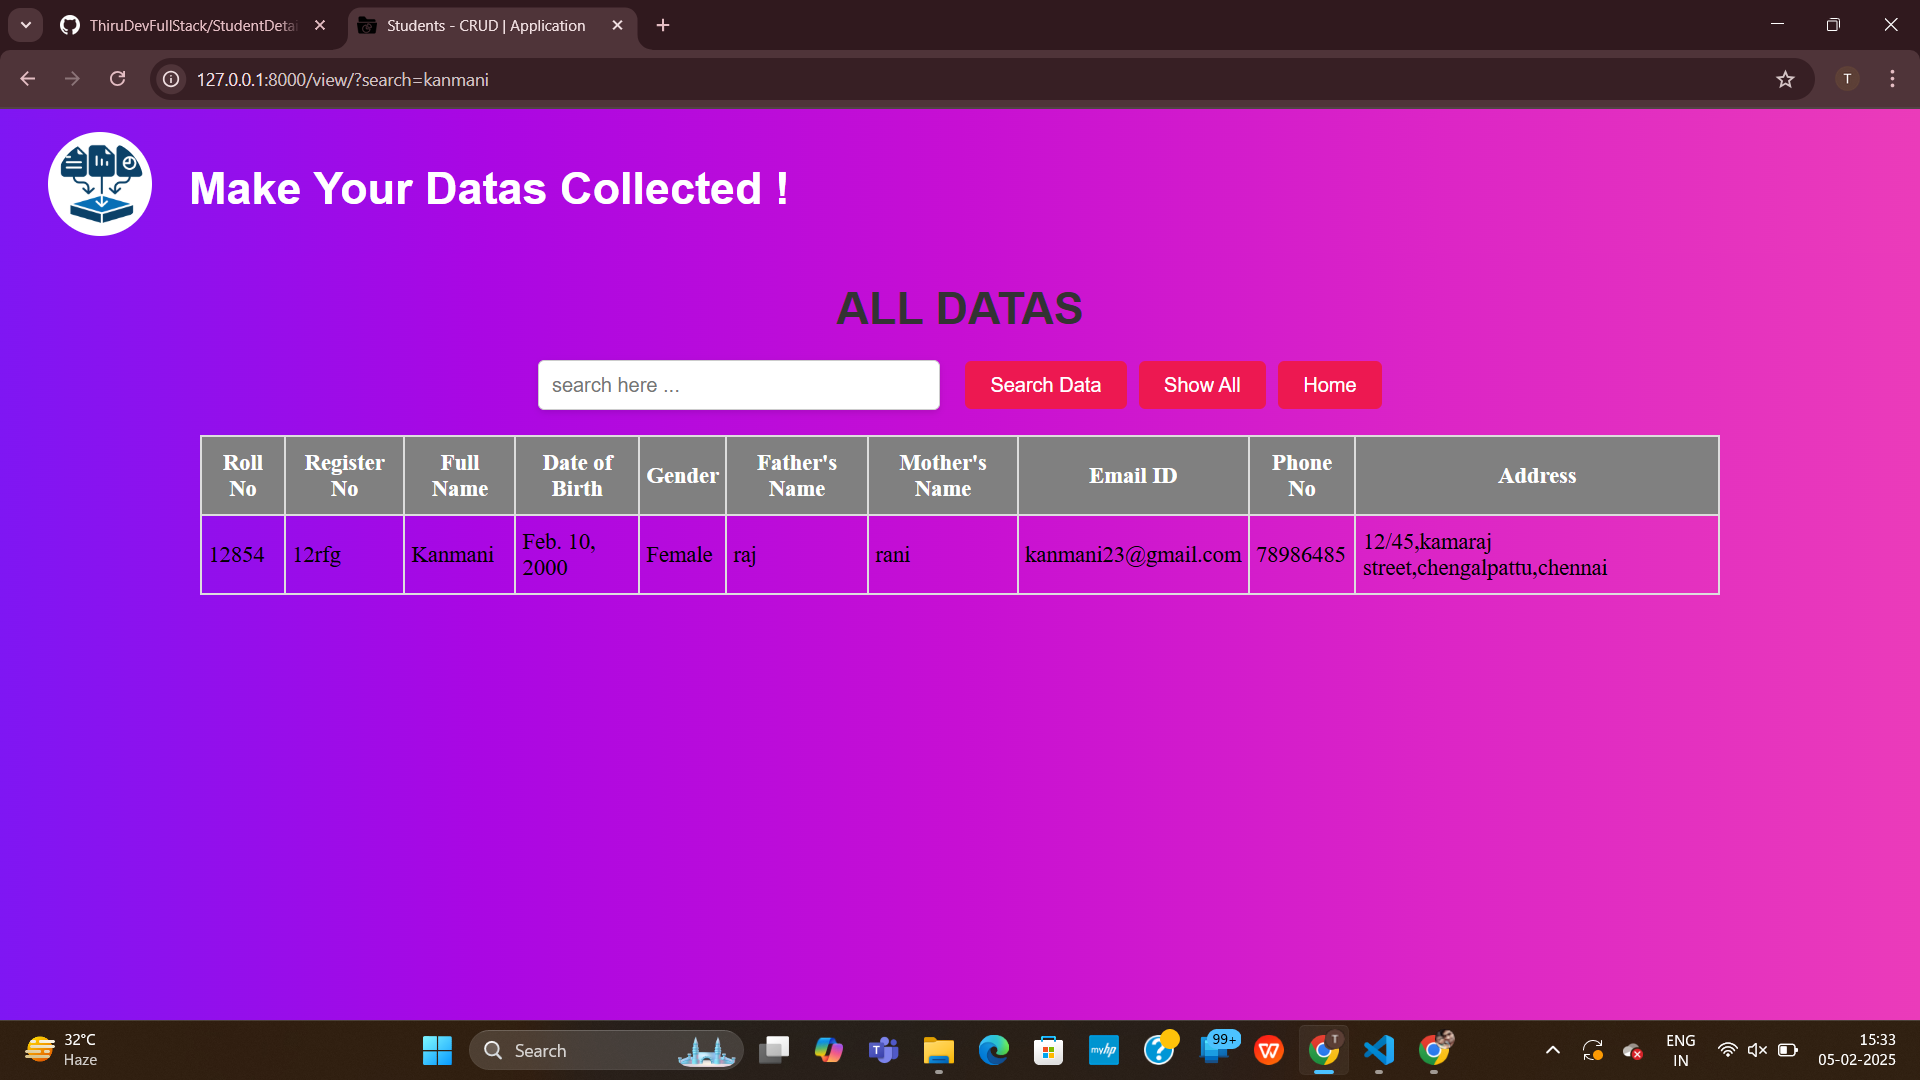 ThiruDevFullStack/StudentDetai
Students - CRUD | Application
127.0.0.1:8000/view/?search=kanmani
T
Make Your Datas Collected !
ALL DATAS
search here ...
Search Data
Show All
Home
Roll No
Register No
Full Name
Date of Birth
Gender
Father's Name
Mother's Name
Email ID
Phone No
Address
12854
12rfg
Kanmani
Feb. 10, 2000
Female
raj
rani
kanmani23@gmail.com
78986485
12/45,kamaraj
street,chengalpattu,chennai
32°C
Haze
Search
T
myhp
99+
W
T
ENG
IN
15:33
05-02-2025